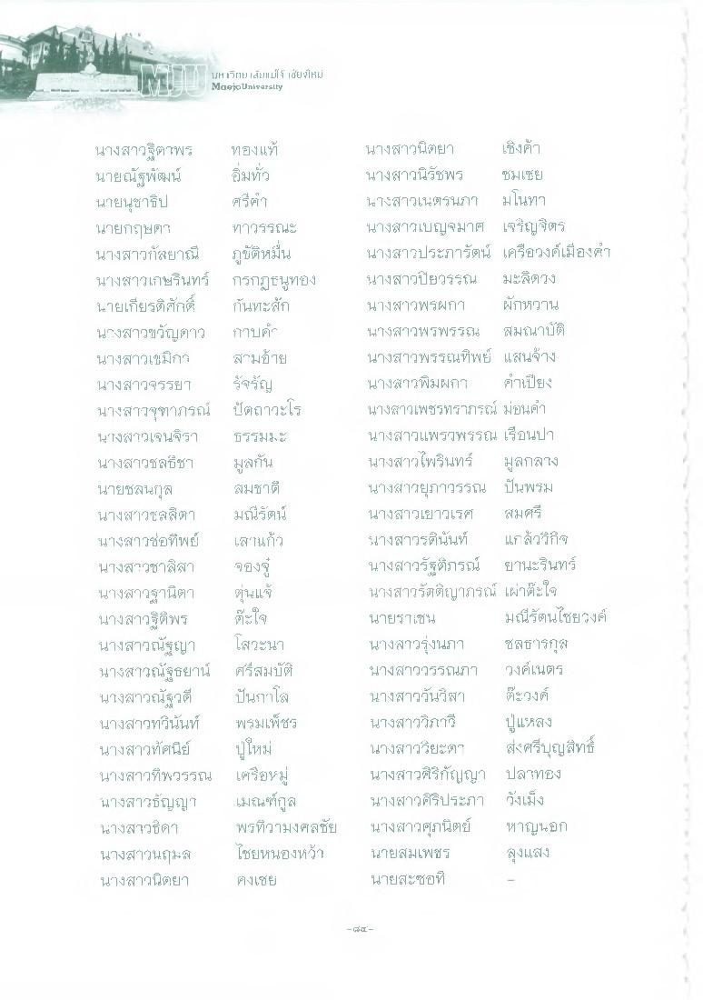 MJU มหาวิทยาลัยแม่โจ้ เชียงใหม่
Maejo University
นางสาวฐิตาพร ทองแท้
นายณัฐพัฒน์ อิ่มทั่ว
นายนุชาธิป ศรีคำ
นายกฤษดา ทาวรรณะ
นางสาวกัลยาณี ภูขัติหมื่น
นางสาวเกษรินทร์ กรกฎธนูทอง
นายเกียรติศักดิ์ กันทะสัก
นางสาวขวัญดาว กาบคำ
นางสาวเขมิกา สามอ้าย
นางสาวจรรยา รัจรัญ
นางสาวจุฑาภรณ์ ปัตถาวะโร
นางสาวเจนจิรา ธรรมมะ
นางสาวชลธิชา มูลกัน
นายชลนกุล สมชาติ
นางสาวชลลิดา มณีรัตน์
นางสาวช่อทิพย์ เสาแก้ว
นางสาวชาลิสา จองจู๋
นางสาวฐานิตา ตุ่นแจ้
นางสาวฐิติพร ต๊ะใจ
นางสาวณัฐญา โสวะนา
นางสาวณัฐธยาน์ ศรีสมบัติ
นางสาวณัฐวดี ปันกาโล
นางสาวทวินันท์ พรมเพ็ชร
นางสาวทัศนีย์ ปู่ใหม่
นางสาวทิพวรรณ เครือหมู่
นางสาวธัญญา เมณฑ์กูล
นางสาวธิดา พรทิวามงคลชัย
นางสาวนฤมล ไชยหนองหว้า
นางสาวนิตยา คงเชย
นางสาวนิตยา เชิงค้า
นางสาวนิรัชพร ชมเชย
นางสาวเนตรนภา มโนทา
นางสาวเบญจมาศ เจริญจิตร
นางสาวประภารัตน์ เครือวงค์เมืองคำ
นางสาวปิยวรรณ มะลิดวง
นางสาวพรผกา ผักหวาน
นางสาวพรพรรณ สมณาบัติ
นางสาวพรรณทิพย์ แสนจ้าง
นางสาวพิมผกา คำเปียง
นางสาวเพชรทราภรณ์ ม่อนคำ
นางสาวแพรวพรรณ เรือนปา
นางสาวไพรินทร์ มูลกลาง
นางสาวยุภาวรรณ ปันพรม
นางสาวเยาวเรศ สมศรี
นางสาวรดินันท์ แกล้ววิกิจ
นางสาวรัฐติภรณ์ ยานะรินทร์
นางสาวรัตติญาภรณ์ เผ่าต๊ะใจ
นายราเชน มณีรัตนไชยวงค์
นางสาวรุ่งนภา ชลธารกุล
นางสาววรรณภา วงค์เนตร
นางสาววันวิสา ต๊ะวงค์
นางสาววิภาวี ปู่แหลง
นางสาววิยะดา ส่งศรีบุญสิทธิ์
นางสาวศิริกัญญา ปลาทอง
นางสาวศิริประภา วังเม็ง
นางสาวศุภนิตย์ หาญนอก
นายสมเพชร ลุงแสง
นายสะซอทิ –
-๘๔-